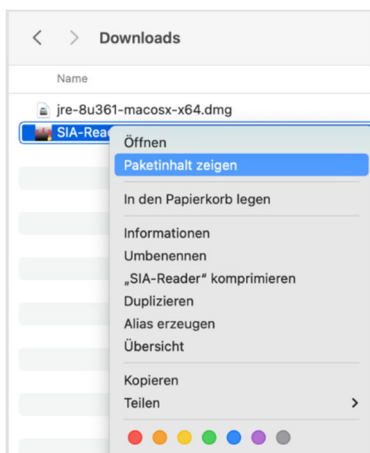 Downloads
Name
jre-8u361-macosx-x64.dmg
SIA-Read
Öffnen
Paketinhalt zeigen
In den Papierkorb legen
Informationen
Umbenennen
„SIA-Reader“ komprimieren
Duplizieren
Alias erzeugen
Übersicht
Kopieren
Teilen